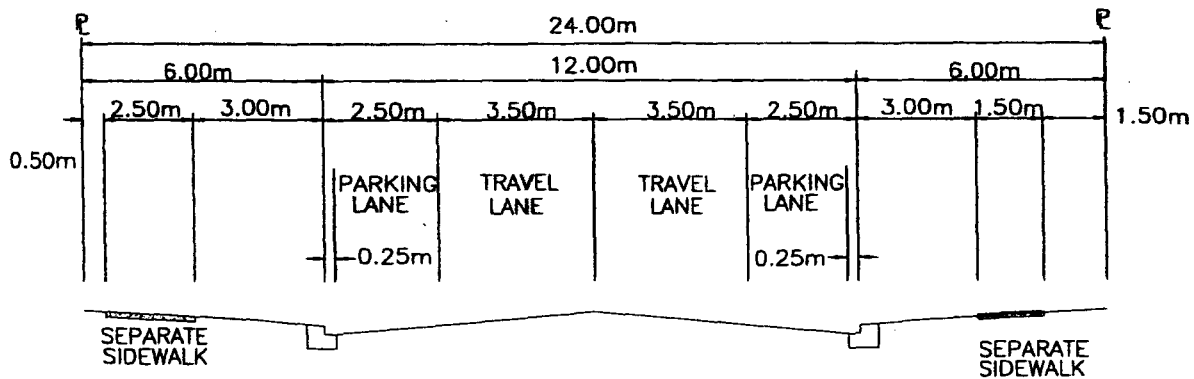 ℄ ℄
24.00m
6.00m 12.00m 6.00m
2.50m 3.00m 2.50m 3.50m 3.50m 2.50m 3.00m 1.50m 1.50m
0.50m
PARKING LANE TRAVEL LANE TRAVEL LANE PARKING LANE
0.25m 0.25m
SEPARATE SIDEWALK
SEPARATE SIDEWALK